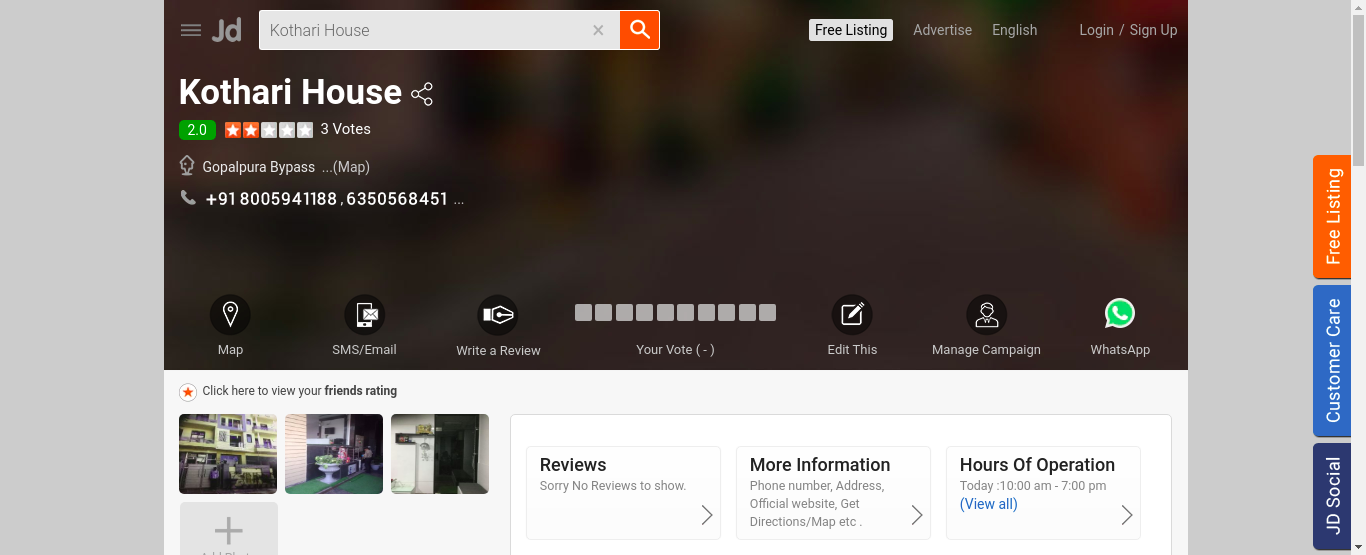 Jd
Kothari House
Free Listing
Advertise
English
Login / Sign Up
Kothari House
2.0
3 Votes
Gopalpura Bypass ...(Map)
+91 8005941188 , 6350568451 ...
Map
SMS/Email
Write a Review
Your Vote ( - )
Edit This
Manage Campaign
WhatsApp
Click here to view your friends rating
Reviews
Sorry No Reviews to show.
More Information
Phone number, Address,
Official website, Get
Directions/Map etc .
Hours Of Operation
Today :10:00 am - 7:00 pm
(View all)
Free Listing
Customer Care
JD Social